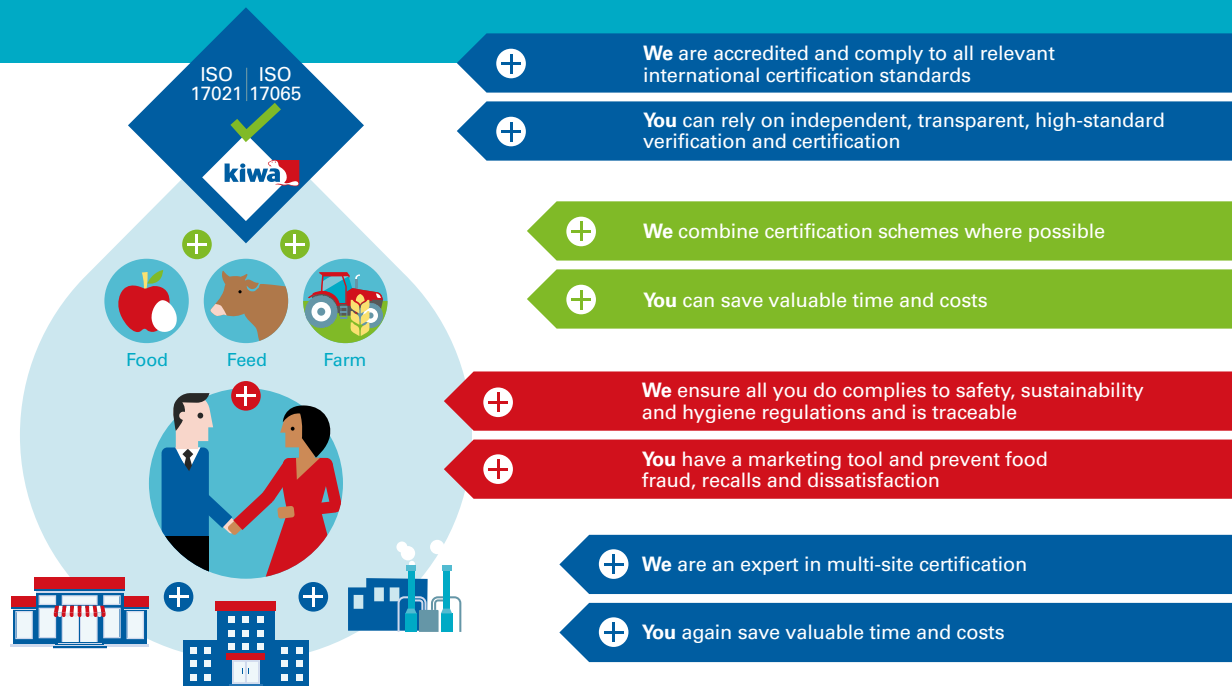 ISO | ISO
17021 | 17065
kiwa
Food
Feed
Farm
We are accredited and comply to all relevant
international certification standards
You can rely on independent, transparent, high-standard
verification and certification
We combine certification schemes where possible
You can save valuable time and costs
We ensure all you do complies to safety, sustainability
and hygiene regulations and is traceable
You have a marketing tool and prevent food
fraud, recalls and dissatisfaction
We are an expert in multi-site certification
You again save valuable time and costs